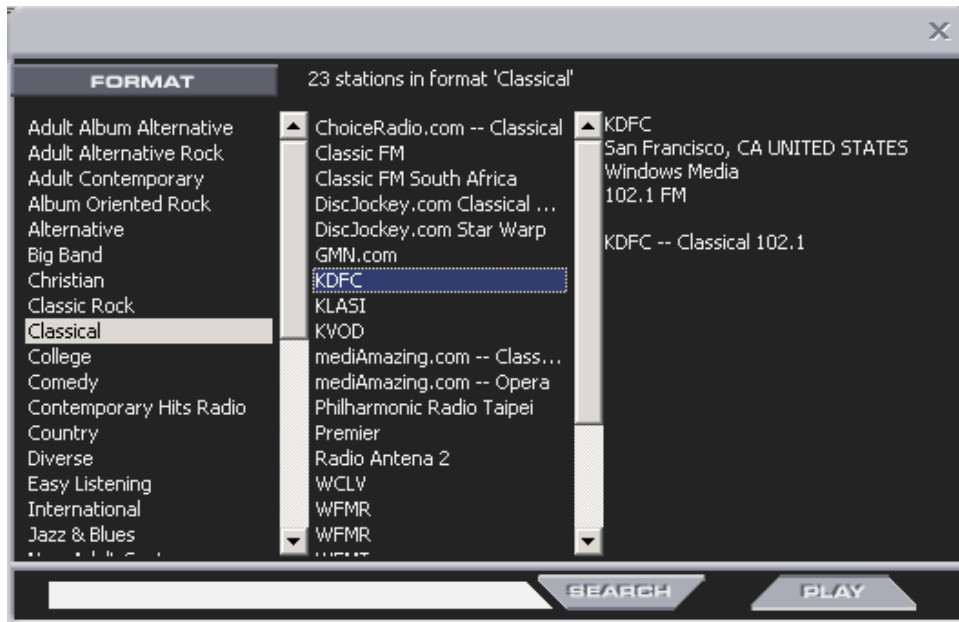 FORMAT
23 stations in format 'Classical'
Adult Album Alternative
Adult Alternative Rock
Adult Contemporary
Album Oriented Rock
Alternative
Big Band
Christian
Classic Rock
Classical
College
Comedy
Contemporary Hits Radio
Country
Diverse
Easy Listening
International
Jazz & Blues
ChoiceRadio.com -- Classical
Classic FM
Classic FM South Africa
DiscJockey.com Classical ...
DiscJockey.com Star Warp
GMN.com
KDFC
KLASI
KVOD
mediAmazing.com -- Class...
mediAmazing.com -- Opera
Philharmonic Radio Taipei
Premier
Radio Antena 2
WCLV
WFMR
WFMR
KDFC
San Francisco, CA UNITED STATES
Windows Media
102.1 FM
KDFC -- Classical 102.1
SEARCH
PLAY